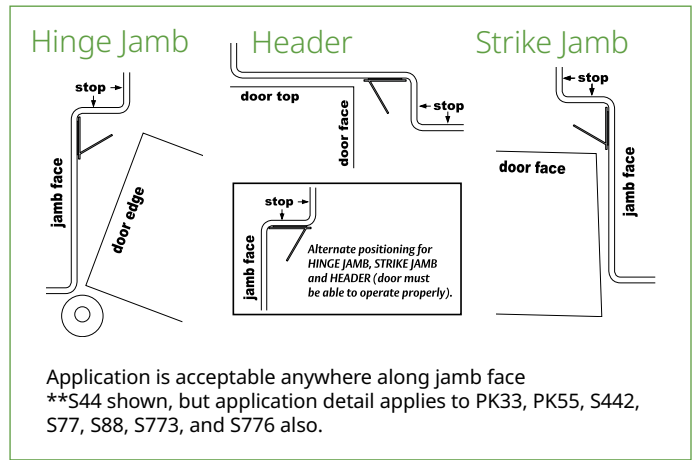 Hinge Jamb
stop
jamb face
door edge
Header
door top
door face
stop
stop
jamb face
Alternate positioning for
HINGE JAMB, STRIKE JAMB
and HEADER (door must
be able to operate properly).
Strike Jamb
stop
door face
jamb face
Application is acceptable anywhere along jamb face
**S44 shown, but application detail applies to PK33, PK55, S442,
S77, S88, S773, and S776 also.